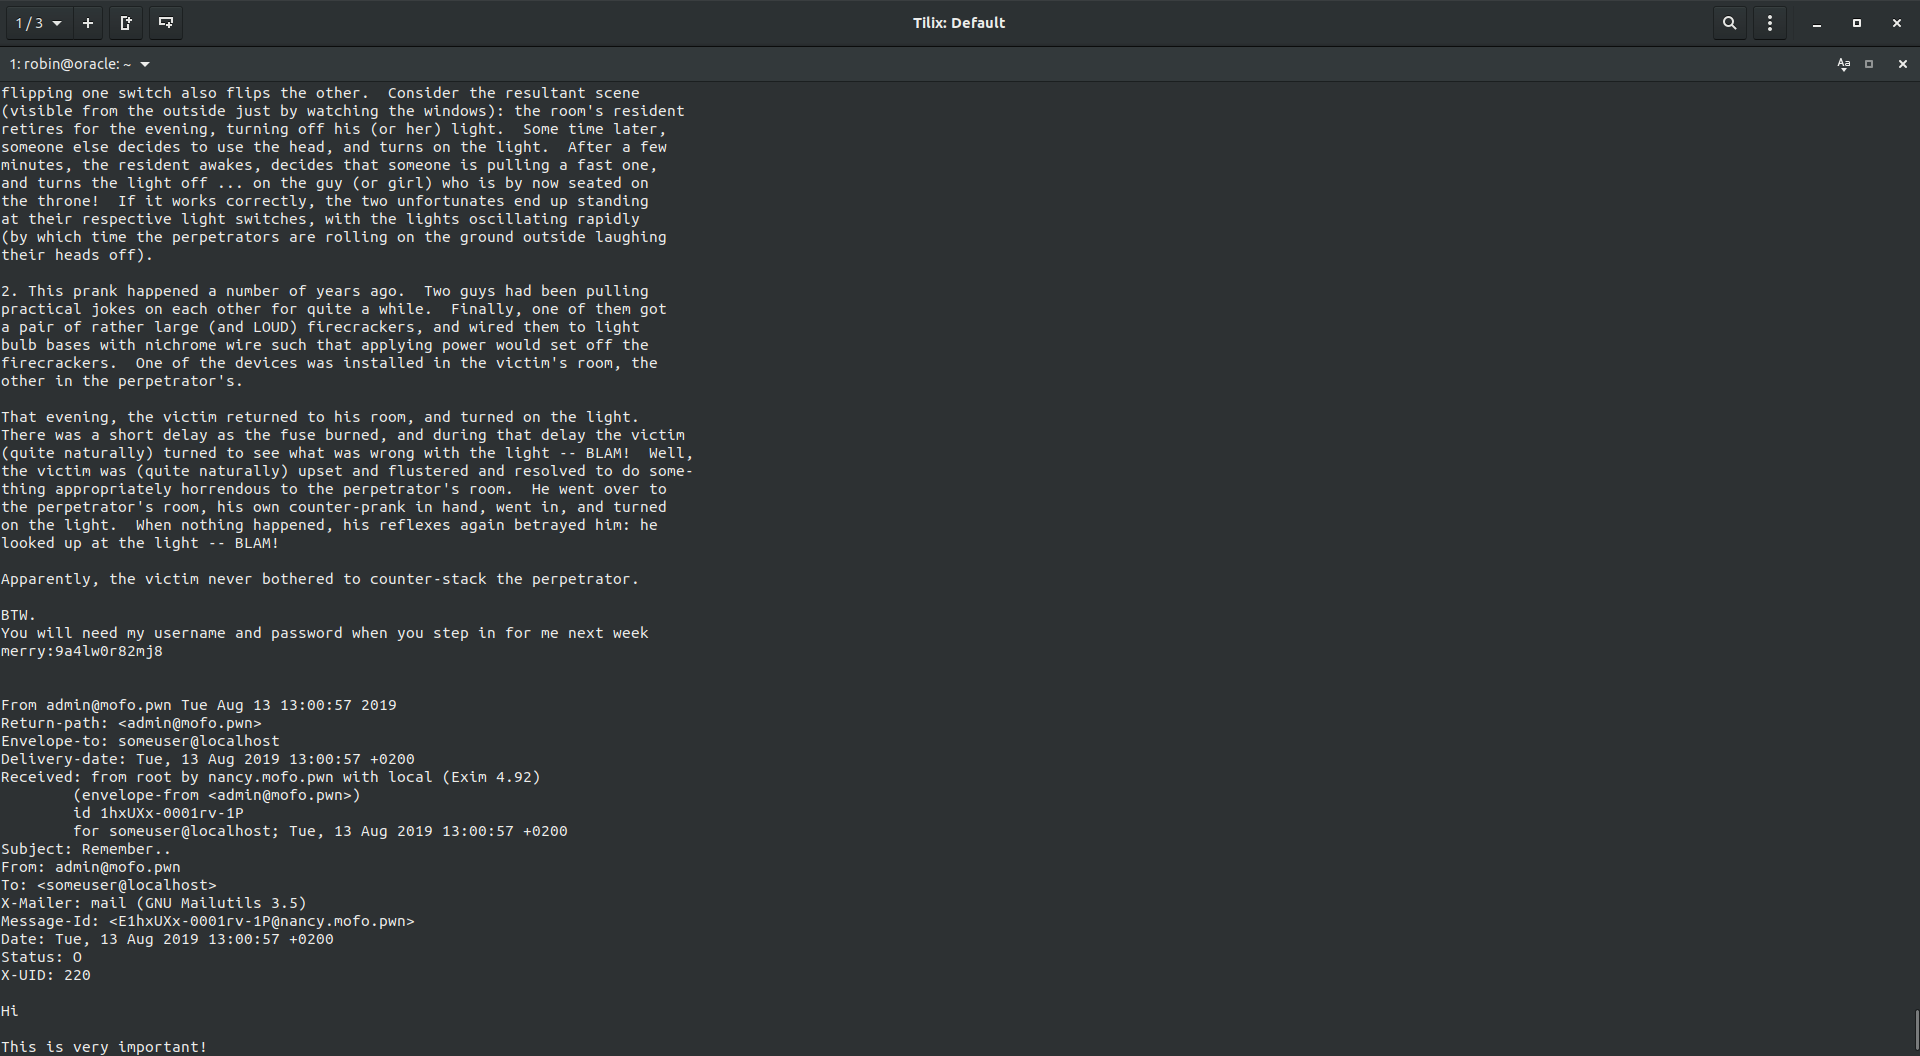 1 / 3
Tilix: Default
1: robin@oracle: ~
flipping one switch also flips the other.  Consider the resultant scene
(visible from the outside just by watching the windows): the room's resident
retires for the evening, turning off his (or her) light.  Some time later,
someone else decides to use the head, and turns on the light.  After a few
minutes, the resident awakes, decides that someone is pulling a fast one,
and turns the light off ... on the guy (or girl) who is by now seated on
the throne!  If it works correctly, the two unfortunates end up standing
at their respective light switches, with the lights oscillating rapidly
(by which time the perpetrators are rolling on the ground outside laughing
their heads off).

2. This prank happened a number of years ago.  Two guys had been pulling
practical jokes on each other for quite a while.  Finally, one of them got
a pair of rather large (and LOUD) firecrackers, and wired them to light
bulb bases with nichrome wire such that applying power would set off the
firecrackers.  One of the devices was installed in the victim's room, the
other in the perpetrator's.

That evening, the victim returned to his room, and turned on the light.
There was a short delay as the fuse burned, and during that delay the victim
(quite naturally) turned to see what was wrong with the light -- BLAM!  Well,
the victim was (quite naturally) upset and flustered and resolved to do some-
thing appropriately horrendous to the perpetrator's room.  He went over to
the perpetrator's room, his own counter-prank in hand, went in, and turned
on the light.  When nothing happened, his reflexes again betrayed him: he
looked up at the light -- BLAM!

Apparently, the victim never bothered to counter-stack the perpetrator.

BTW.
You will need my username and password when you step in for me next week
merry:9a4lw0r82mj8

From admin@mofo.pwn Tue Aug 13 13:00:57 2019
Return-path: <admin@mofo.pwn>
Envelope-to: someuser@localhost
Delivery-date: Tue, 13 Aug 2019 13:00:57 +0200
Received: from root by nancy.mofo.pwn with local (Exim 4.92)
        (envelope-from <admin@mofo.pwn>)
        id 1hxUXx-0001rv-1P
        for someuser@localhost; Tue, 13 Aug 2019 13:00:57 +0200
Subject: Remember..
From: admin@mofo.pwn
To: <someuser@localhost>
X-Mailer: mail (GNU Mailutils 3.5)
Message-Id: <E1hxUXx-0001rv-1P@nancy.mofo.pwn>
Date: Tue, 13 Aug 2019 13:00:57 +0200
Status: O
X-UID: 220

Hi

This is very important!